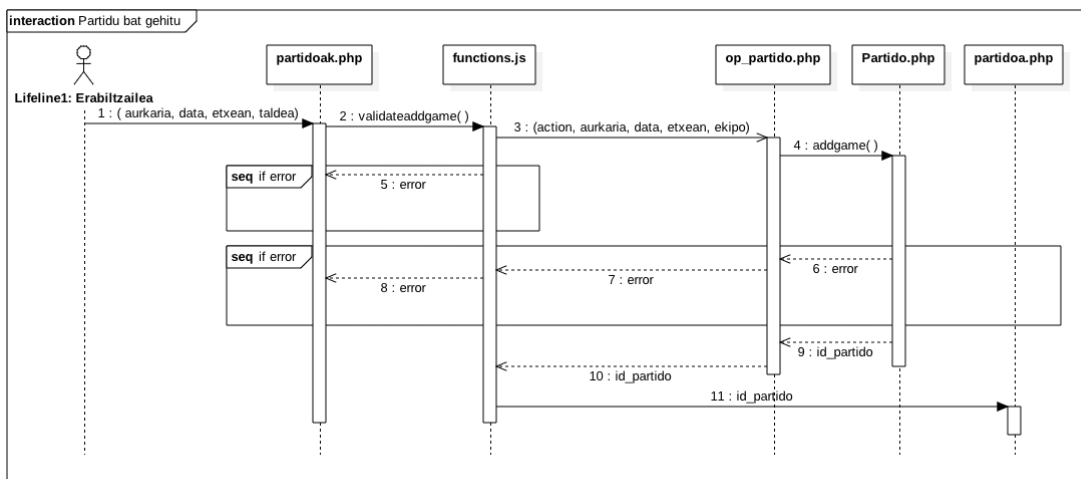 interaction Partidu bat gehitu
partidoak.php
functions.js
op_partido.php
Partido.php
partidoa.php
Lifeline1: Erabiltzailea
1 : ( aurkaria, data, etxean, taldea)
2 : validateaddgame( )
3 : (action, aurkaria, data, etxean, ekipo)
4 : addgame( )
seq if error
5 : error
seq if error
6 : error
7 : error
8 : error
9 : id_partido
10 : id_partido
11 : id_partido